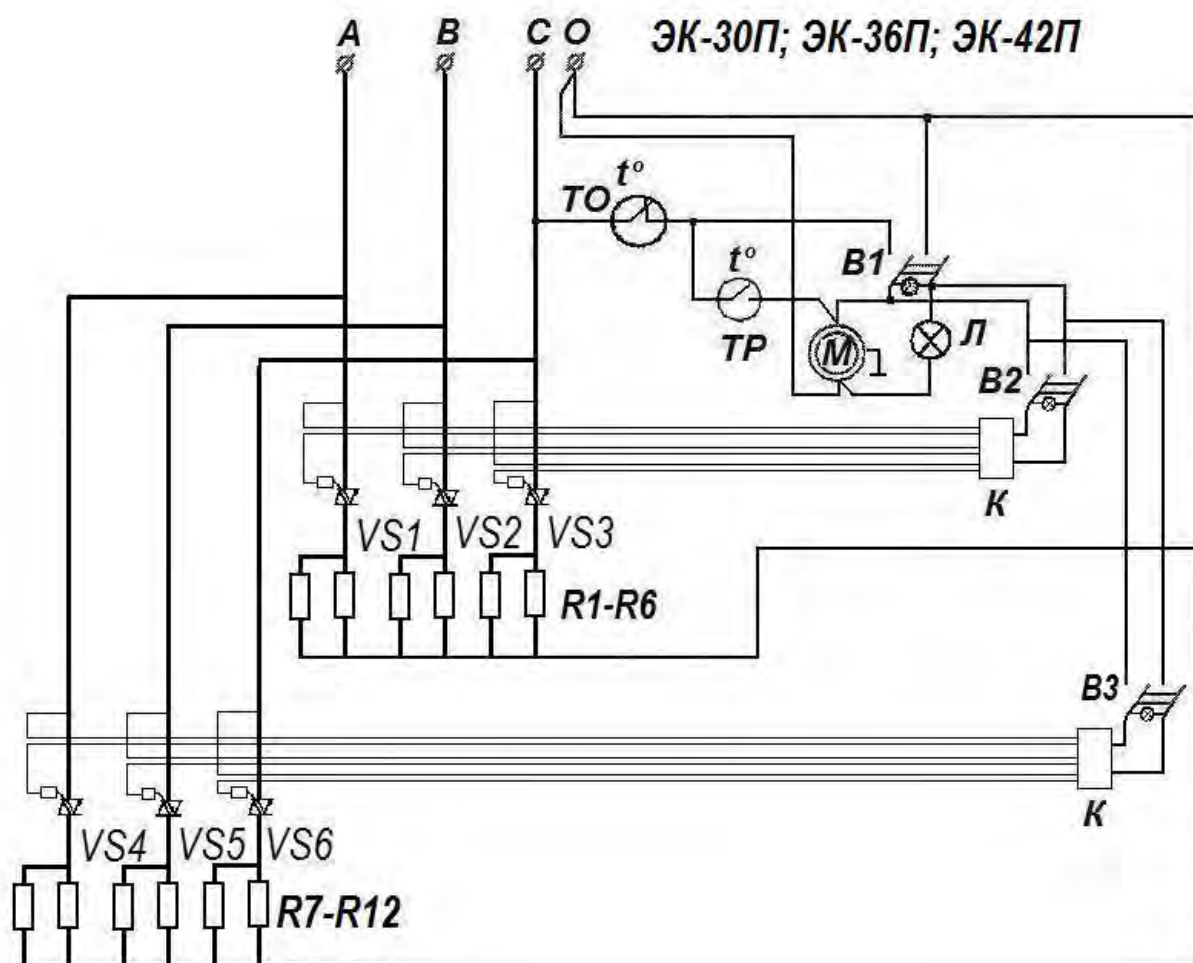 A B C O ЭК-30П; ЭК-36П; ЭК-42П
t°
ТО
В1
t°
ТР
М
Л
В2
К
VS1 VS2 VS3
R1-R6
В3
К
VS4 VS5 VS6
R7-R12